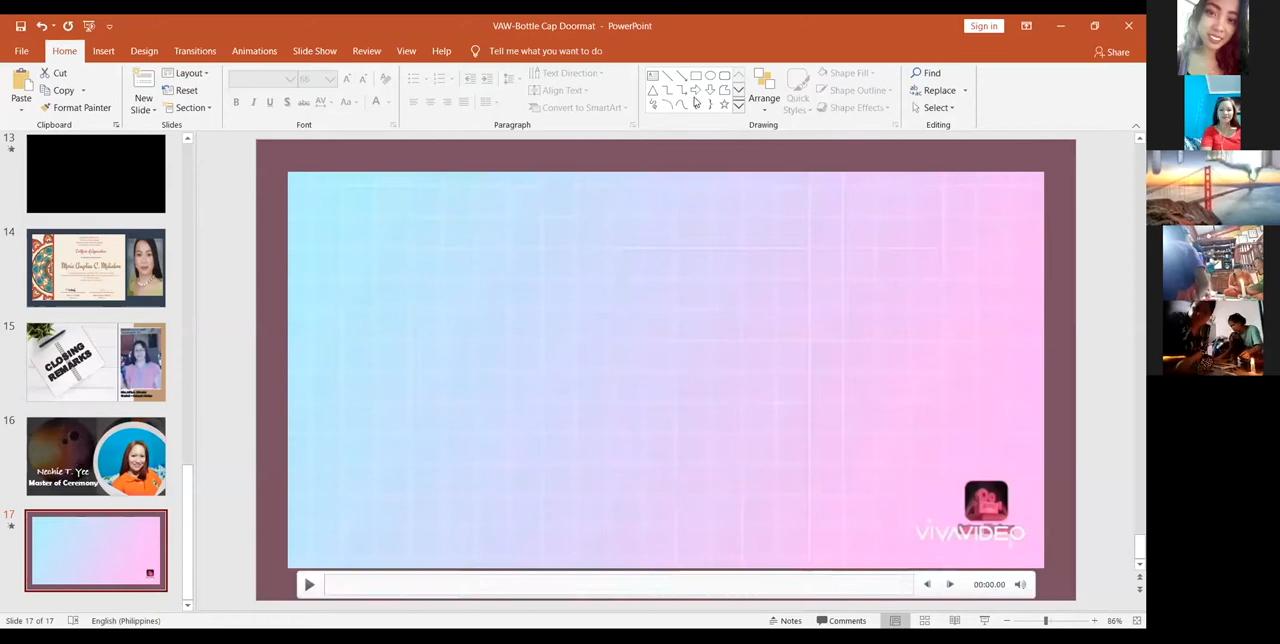 VAW-Bottle Cap Doormat - PowerPoint
Sign in
File Home Insert Design Transitions Animations Slide Show Review View Help Tell me what you want to do
Share
Paste
Cut
Copy
Format Painter
Clipboard
New Slide
Layout
Reset
Section
Slides
B I U S abc AV Aa A
Font
Text Direction
Align Text
Convert to SmartArt
Paragraph
Arrange
Quick Styles
Shape Fill
Shape Outline
Shape Effects
Drawing
Find
Replace
Select
Editing
13
14
15
CLOSING
REMARKS
16
Nechie T. Yee
Master of Ceremony
17
VIVAVIDEO
00:00.00
Slide 17 of 17
English (Philippines)
Notes
Comments
86%